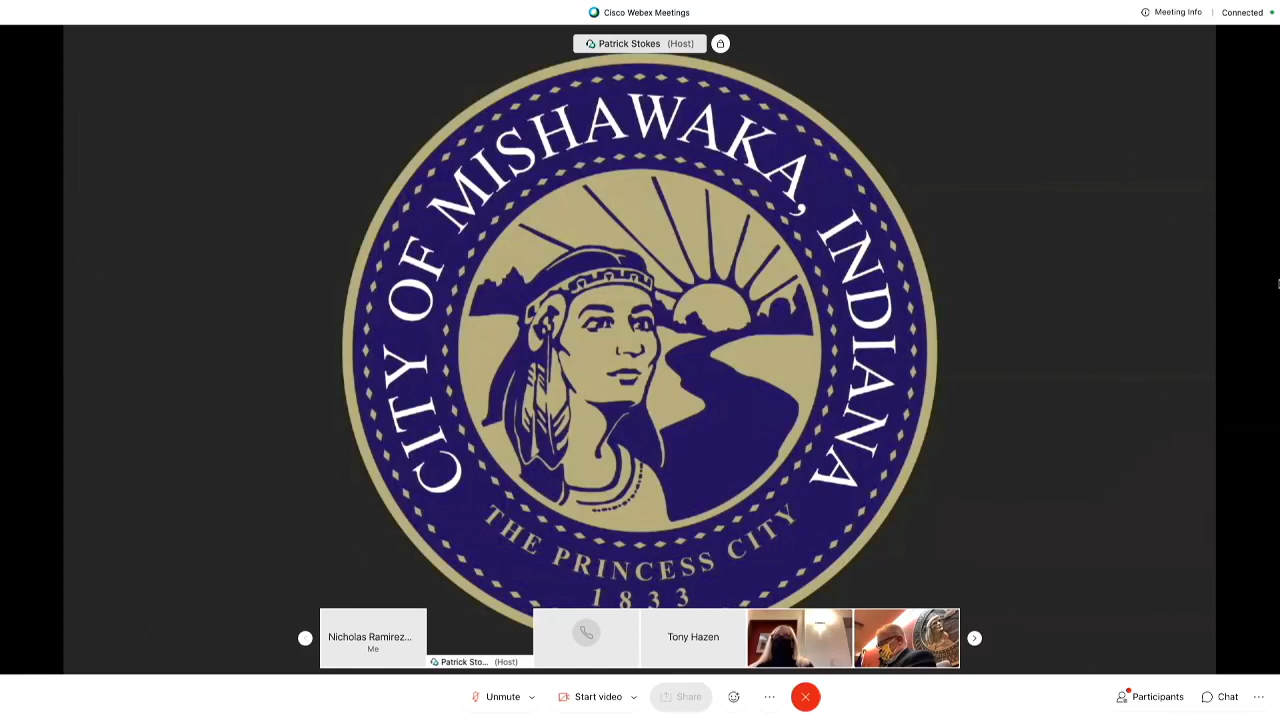 Cisco Webex Meetings
Meeting Info
Connected
Patrick Stokes (Host)
CITY OF MISHAWAKA, INDIANA
THE PRINCESS CITY
1833
Nicholas Ramirez...
Me
Patrick Sto... (Host)
Tony Hazen
Unmute
Start video
Share
Participants
Chat